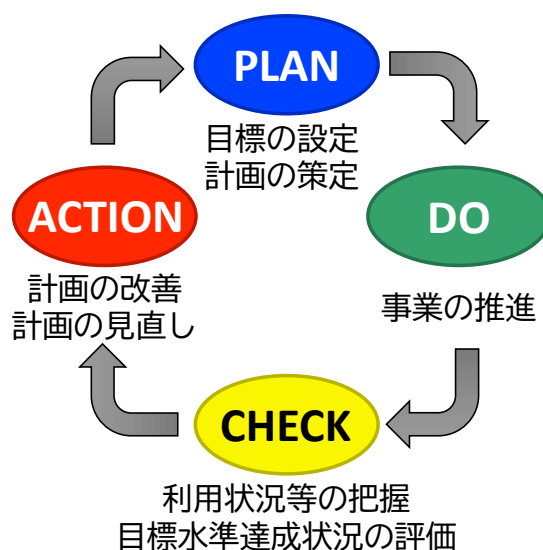 PLAN
目標の設定
計画の策定
DO
事業の推進
CHECK
利用状況等の把握
目標水準達成状況の評価
ACTION
計画の改善
計画の見直し